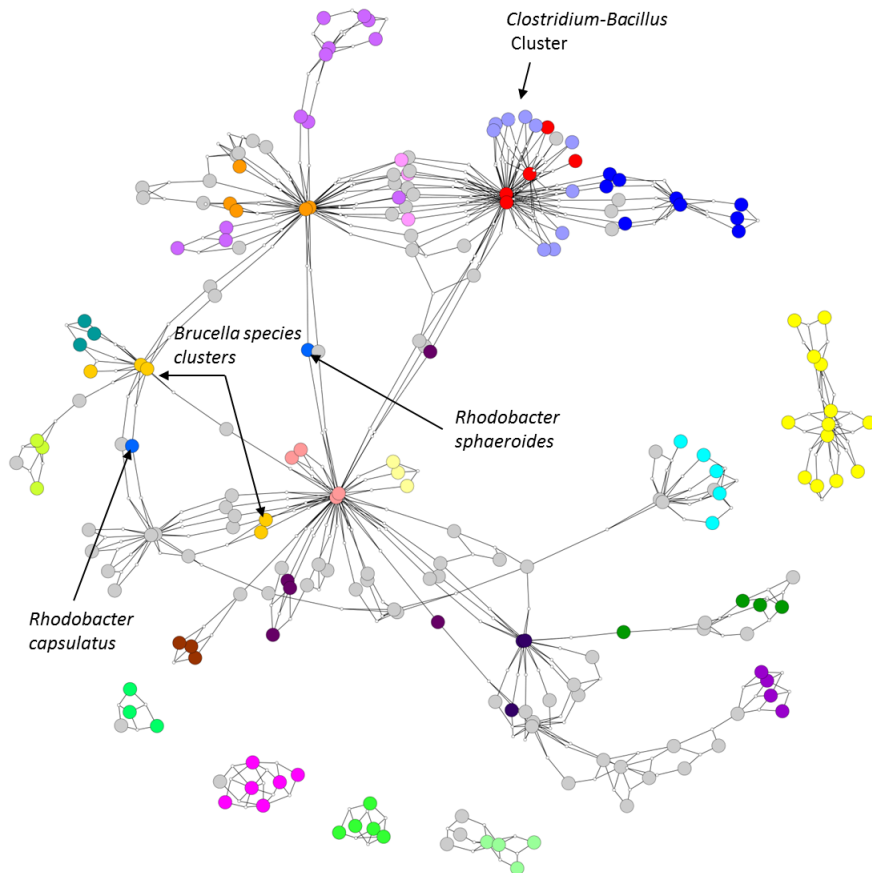 Clostridium-Bacillus
Cluster
Brucella species
clusters
Rhodobacter
sphaeroides
Rhodobacter
capsulatus